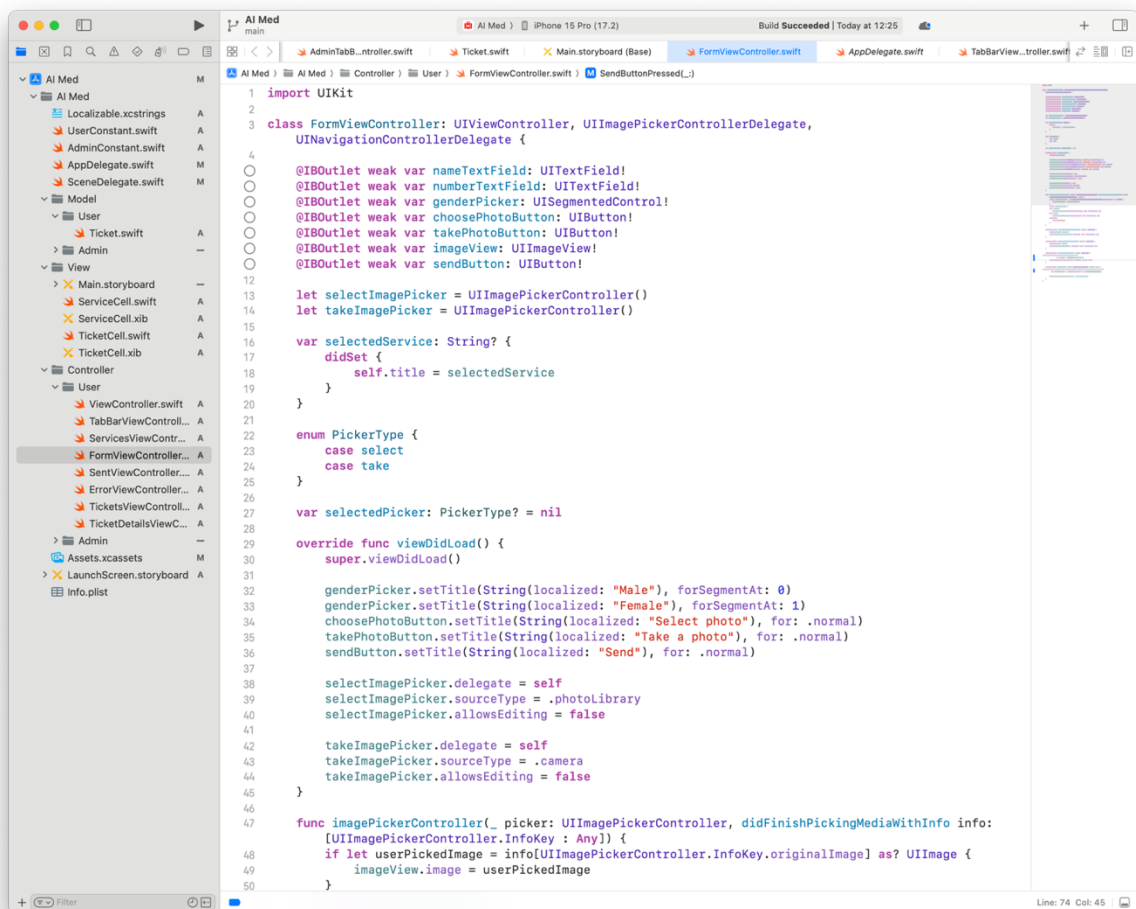 AI Med
main
AI Med 〉 iPhone 15 Pro (17.2)
Build Succeeded | Today at 12:25
AdminTabB...ntroller.swift
Ticket.swift
Main.storyboard (Base)
FormViewController.swift
AppDelegate.swift
TabBarView...troller.swift
AI Med 〉 AI Med 〉 Controller 〉 User 〉 FormViewController.swift 〉 M SendButtonPressed(_:)
AI Med M
AI Med
Localizable.xcstrings A
UserConstant.swift A
AdminConstant.swift A
AppDelegate.swift M
SceneDelegate.swift M
Model
User
Ticket.swift A
Admin
View
Main.storyboard
ServiceCell.swift A
ServiceCell.xib A
TicketCell.swift A
TicketCell.xib A
Controller
User
ViewController.swift A
TabBarViewControll... A
ServicesViewContr... A
FormViewController... A
SentViewController.... A
ErrorViewController... A
TicketsViewControll... A
TicketDetailsViewC... A
Admin
Assets.xcassets M
LaunchScreen.storyboard A
Info.plist
Filter
1 import UIKit
2
3 class FormViewController: UIViewController, UIImagePickerControllerDelegate,
UINavigationControllerDelegate {
4
@IBOutlet weak var nameTextField: UITextField!
@IBOutlet weak var numberTextField: UITextField!
@IBOutlet weak var genderPicker: UISegmentedControl!
@IBOutlet weak var choosePhotoButton: UIButton!
@IBOutlet weak var takePhotoButton: UIButton!
@IBOutlet weak var imageView: UIImageView!
@IBOutlet weak var sendButton: UIButton!
12
13 let selectImagePicker = UIImagePickerController()
14 let takeImagePicker = UIImagePickerController()
15
16 var selectedService: String? {
17 didSet {
18 self.title = selectedService
19 }
20 }
21
22 enum PickerType {
23 case select
24 case take
25 }
26
27 var selectedPicker: PickerType? = nil
28
29 override func viewDidLoad() {
30 super.viewDidLoad()
31
32 genderPicker.setTitle(String(localized: "Male"), forSegmentAt: 0)
33 genderPicker.setTitle(String(localized: "Female"), forSegmentAt: 1)
34 choosePhotoButton.setTitle(String(localized: "Select photo"), for: .normal)
35 takePhotoButton.setTitle(String(localized: "Take a photo"), for: .normal)
36 sendButton.setTitle(String(localized: "Send"), for: .normal)
37
38 selectImagePicker.delegate = self
39 selectImagePicker.sourceType = .photoLibrary
40 selectImagePicker.allowsEditing = false
41
42 takeImagePicker.delegate = self
43 takeImagePicker.sourceType = .camera
44 takeImagePicker.allowsEditing = false
45 }
46
47 func imagePickerController(_ picker: UIImagePickerController, didFinishPickingMediaWithInfo info:
[UIImagePickerController.InfoKey : Any]) {
48 if let userPickedImage = info[UIImagePickerController.InfoKey.originalImage] as? UIImage {
49 imageView.image = userPickedImage
50 }
Line: 74 Col: 45